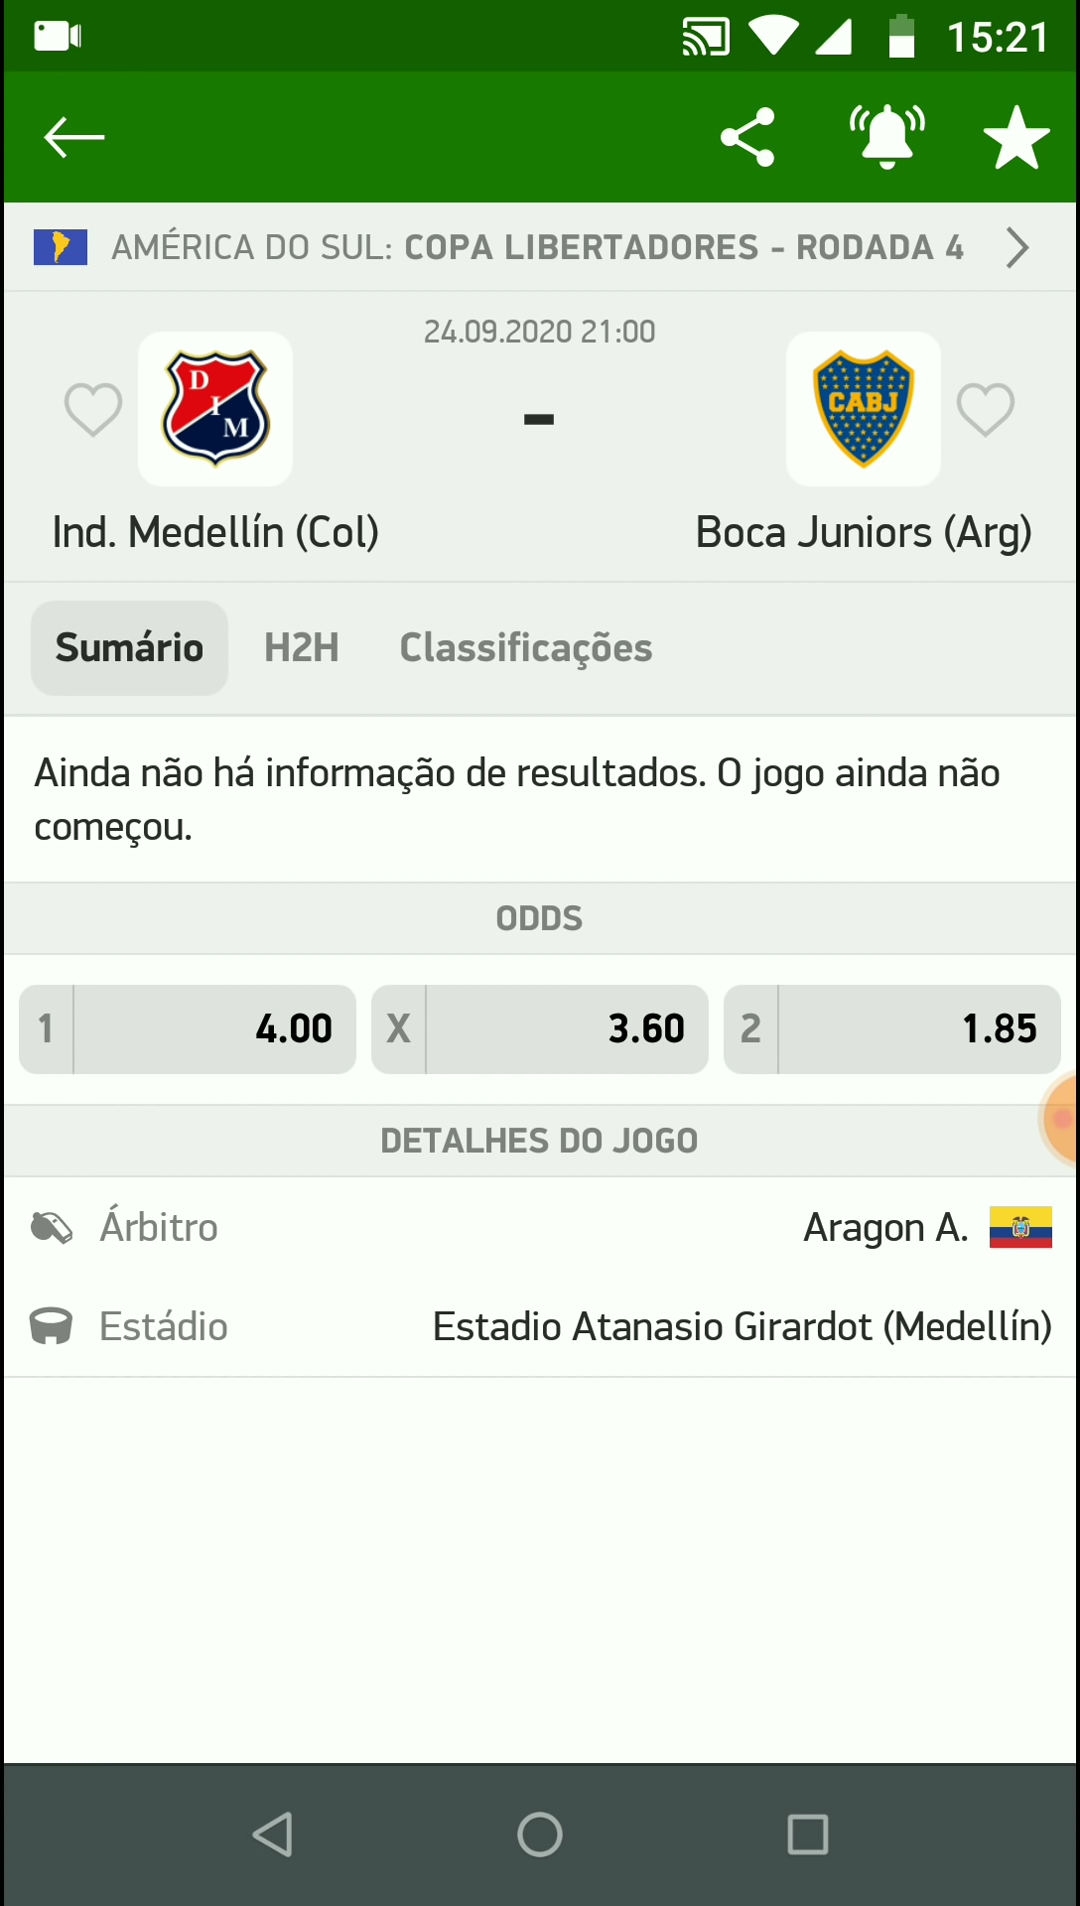 15:21
AMÉRICA DO SUL: COPA LIBERTADORES - RODADA 4
24.09.2020 21:00
D
I
M
-
CABJ
Ind. Medellín (Col)
Boca Juniors (Arg)
Sumário
H2H
Classificações
Ainda não há informação de resultados. O jogo ainda não
começou.
ODDS
1 4.00
X 3.60
2 1.85
DETALHES DO JOGO
Árbitro
Aragon A.
Estádio
Estadio Atanasio Girardot (Medellín)